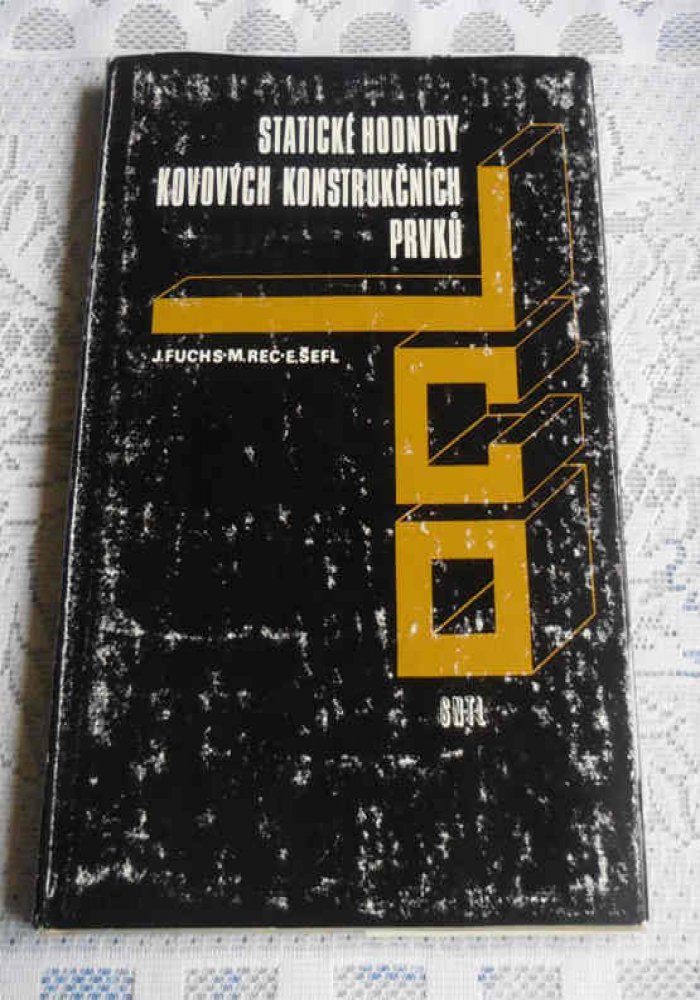 STATICKÉ HODNOTY
KOVOVÝCH KONSTRUKČNÍCH
PRVKŮ
J.FUCHS·M.REC·E.ŠEFL
SNTL